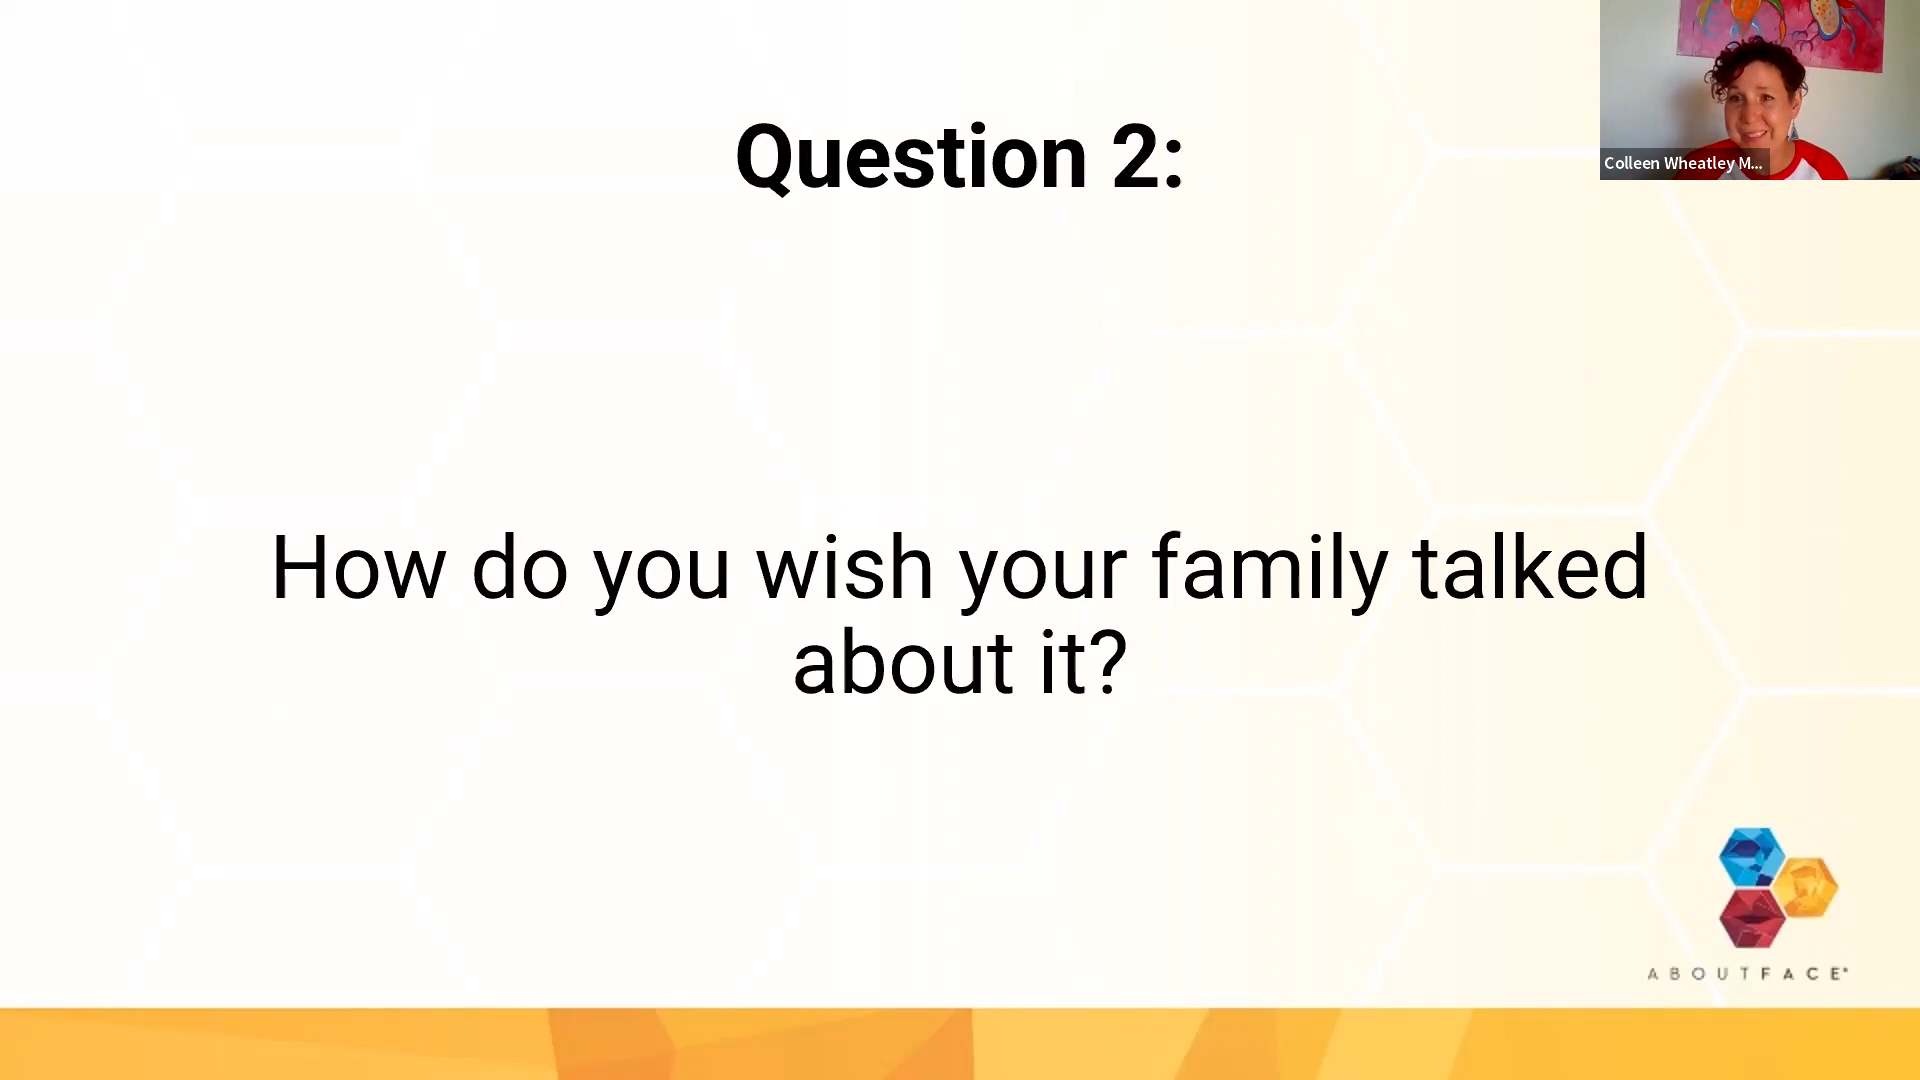 Question 2:
Colleen Wheatley M...
How do you wish your family talked
about it?
ABOUTFACE®